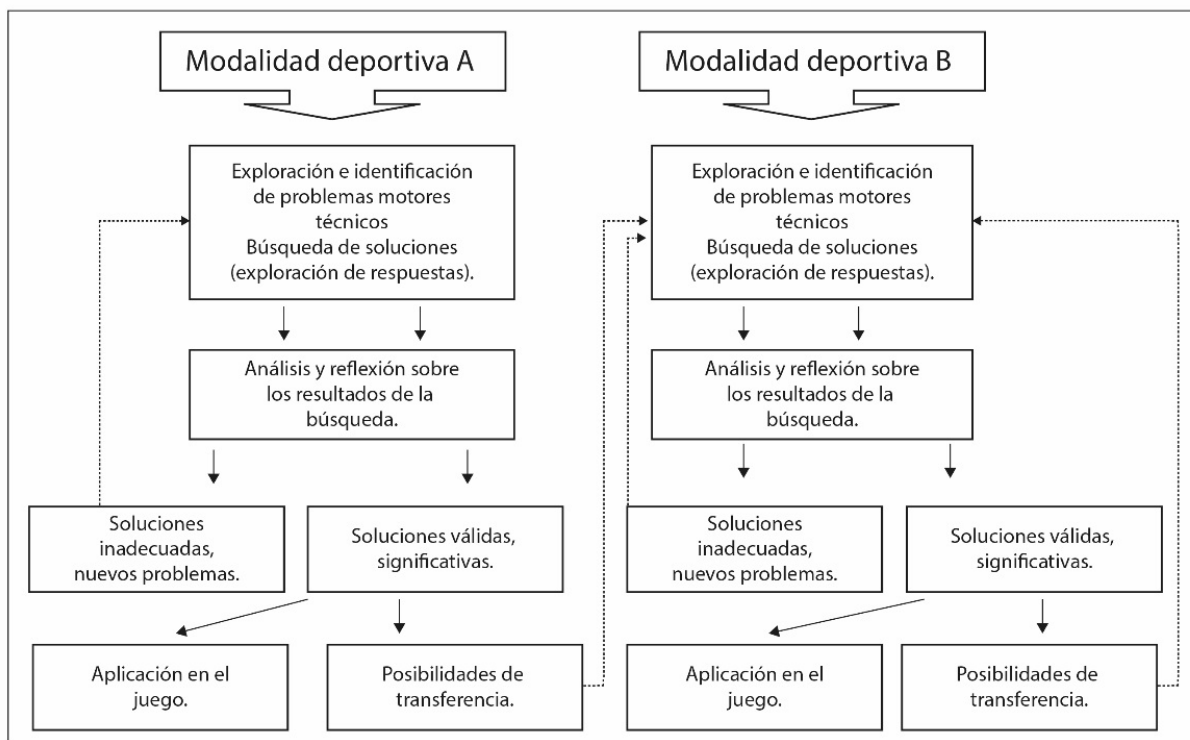 Modalidad deportiva A
Exploración e identificación
de problemas motores
técnicos
Búsqueda de soluciones
(exploración de respuestas).
Análisis y reflexión sobre
los resultados de la
búsqueda.
Soluciones
inadecuadas,
nuevos problemas.
Soluciones válidas,
significativas.
Aplicación en el
juego.
Posibilidades de
transferencia.
Modalidad deportiva B
Exploración e identificación
de problemas motores
técnicos
Búsqueda de soluciones
(exploración de respuestas).
Análisis y reflexión sobre
los resultados de la
búsqueda.
Soluciones
inadecuadas,
nuevos problemas.
Soluciones válidas,
significativas.
Aplicación en el
juego.
Posibilidades de
transferencia.